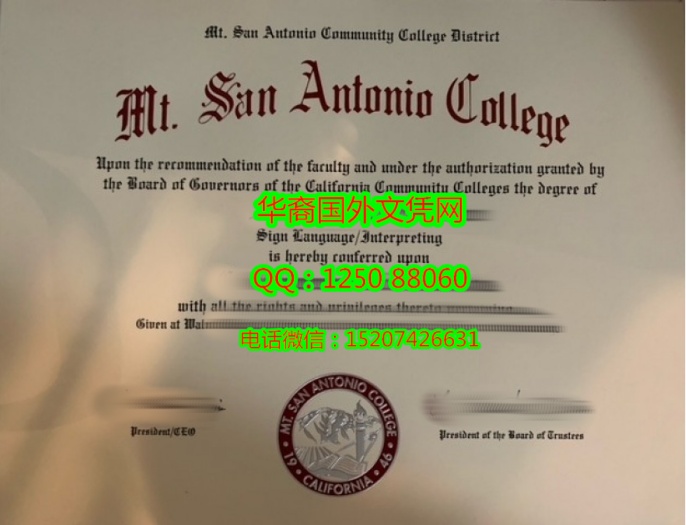 Mt. San Antonio Community College District
Mt. San Antonio College
Upon the recommendation of the faculty and under the authorization granted by
the Board of Governors of the California Community Colleges the degree of
华裔国外文凭网
Sign Language/Interpreting
is hereby conferred upon
QQ：1250 88060
with all the rights and privileges thereto
Given at
电话微信：15207426631
President/CEO
President of the Board of Trustees
MT. SAN ANTONIO COLLEGE
19 46
CALIFORNIA